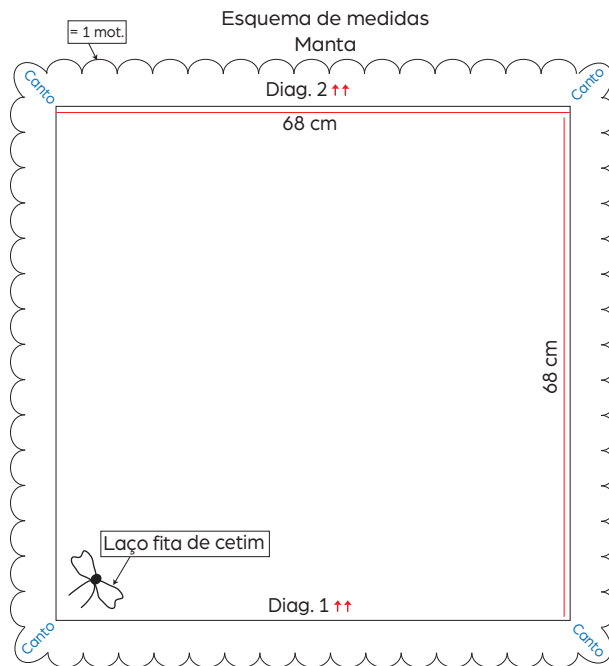 Esquema de medidas
Manta
= 1 mot.
Canto
Canto
Diag. 2
68 cm
68 cm
Laço fita de cetim
Diag. 1
Canto
Canto